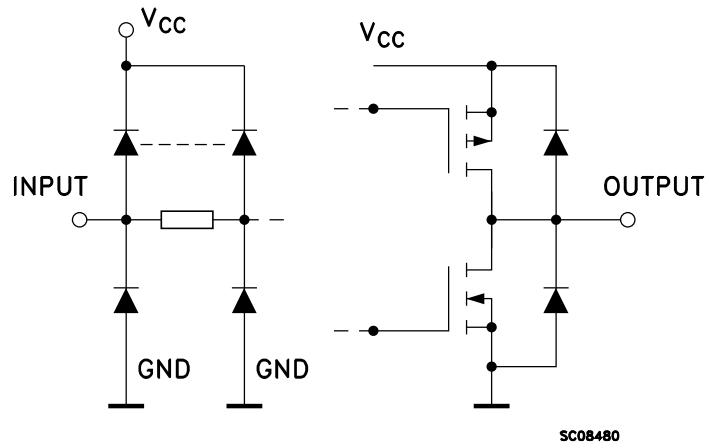 VCC
VCC
INPUT
OUTPUT
GND
GND
SC08480